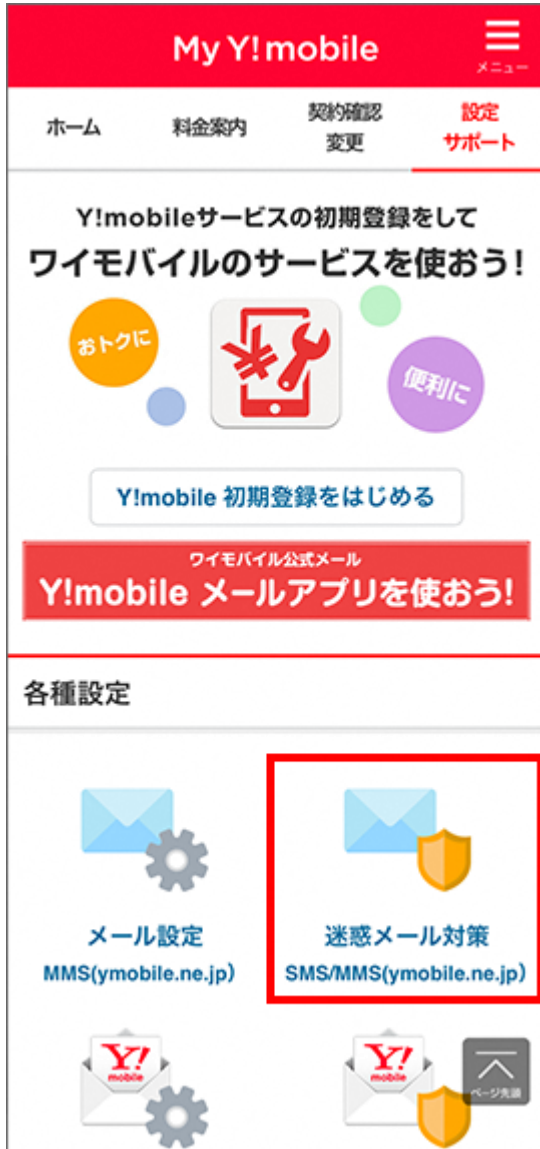 My Y!mobile
メニュー
ホーム
料金案内
契約確認
変更
設定
サポート
Y!mobileサービスの初期登録をして
ワイモバイルのサービスを使おう!
おトクに
便利に
Y!mobile 初期登録をはじめる
ワイモバイル公式メール
Y!mobile メールアプリを使おう!
各種設定
メール設定
MMS(ymobile.ne.jp)
迷惑メール対策
SMS/MMS(ymobile.ne.jp)
Y!
mobile
Y!
mobile
ページ先頭